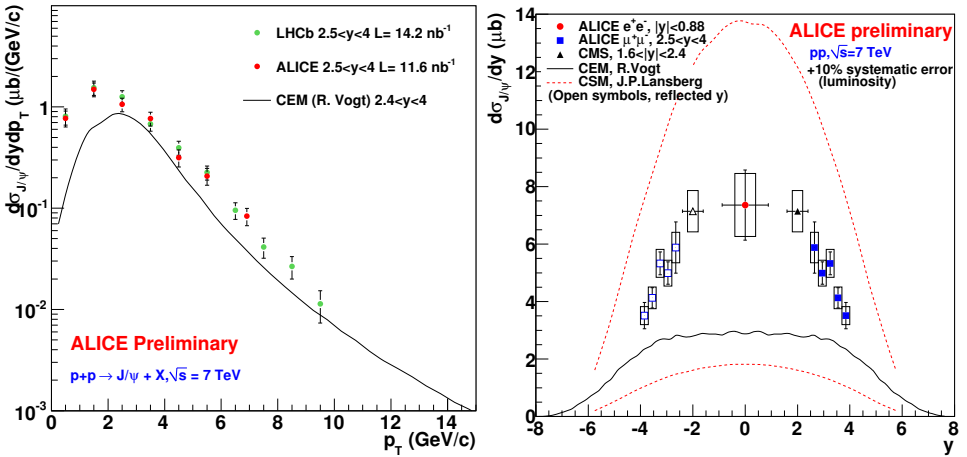 dσ_{J/ψ}/dydp_T (μb/(GeV/c)
LHCb 2.5<y<4 L= 14.2 nb⁻¹
ALICE 2.5<y<4 L= 11.6 nb⁻¹
CEM (R. Vogt) 2.4<y<4
1
10⁻¹
10⁻²
10⁻³
ALICE Preliminary
p+p → J/ψ + X,√s = 7 TeV
0 2 4 6 8 10 12 14
p_T (GeV/c)
dσ_{J/ψ}/dy (μb)
ALICE e⁺e⁻, |y|<0.88
ALICE μ⁺μ⁻, 2.5<y<4
CMS, 1.6<|y|<2.4
CEM, R.Vogt
CSM, J.P.Lansberg
(Open symbols, reflected y)
ALICE preliminary
pp,√s=7 TeV
+10% systematic error
(luminosity)
14
12
10
8
6
4
2
0
-8 -6 -4 -2 0 2 4 6 8
y